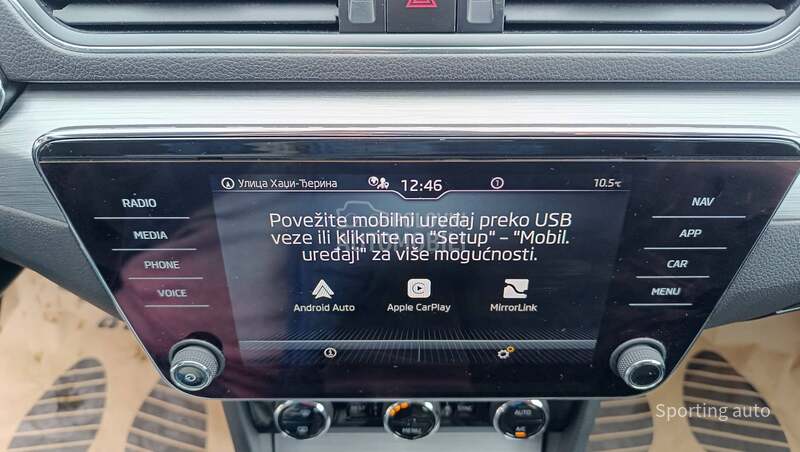 Улица Хаџи-Ђерина 12:46 1 10.5°C
RADIO
MEDIA
PHONE
VOICE
NAV
APP
CAR
MENU
Povežite mobilni uređaj preko USB
veze ili kliknite na "Setup" – "Mobil.
uređaji" za više mogućnosti.
Android Auto Apple CarPlay MirrorLink
MENU AUTO
A/C
Sporting auto